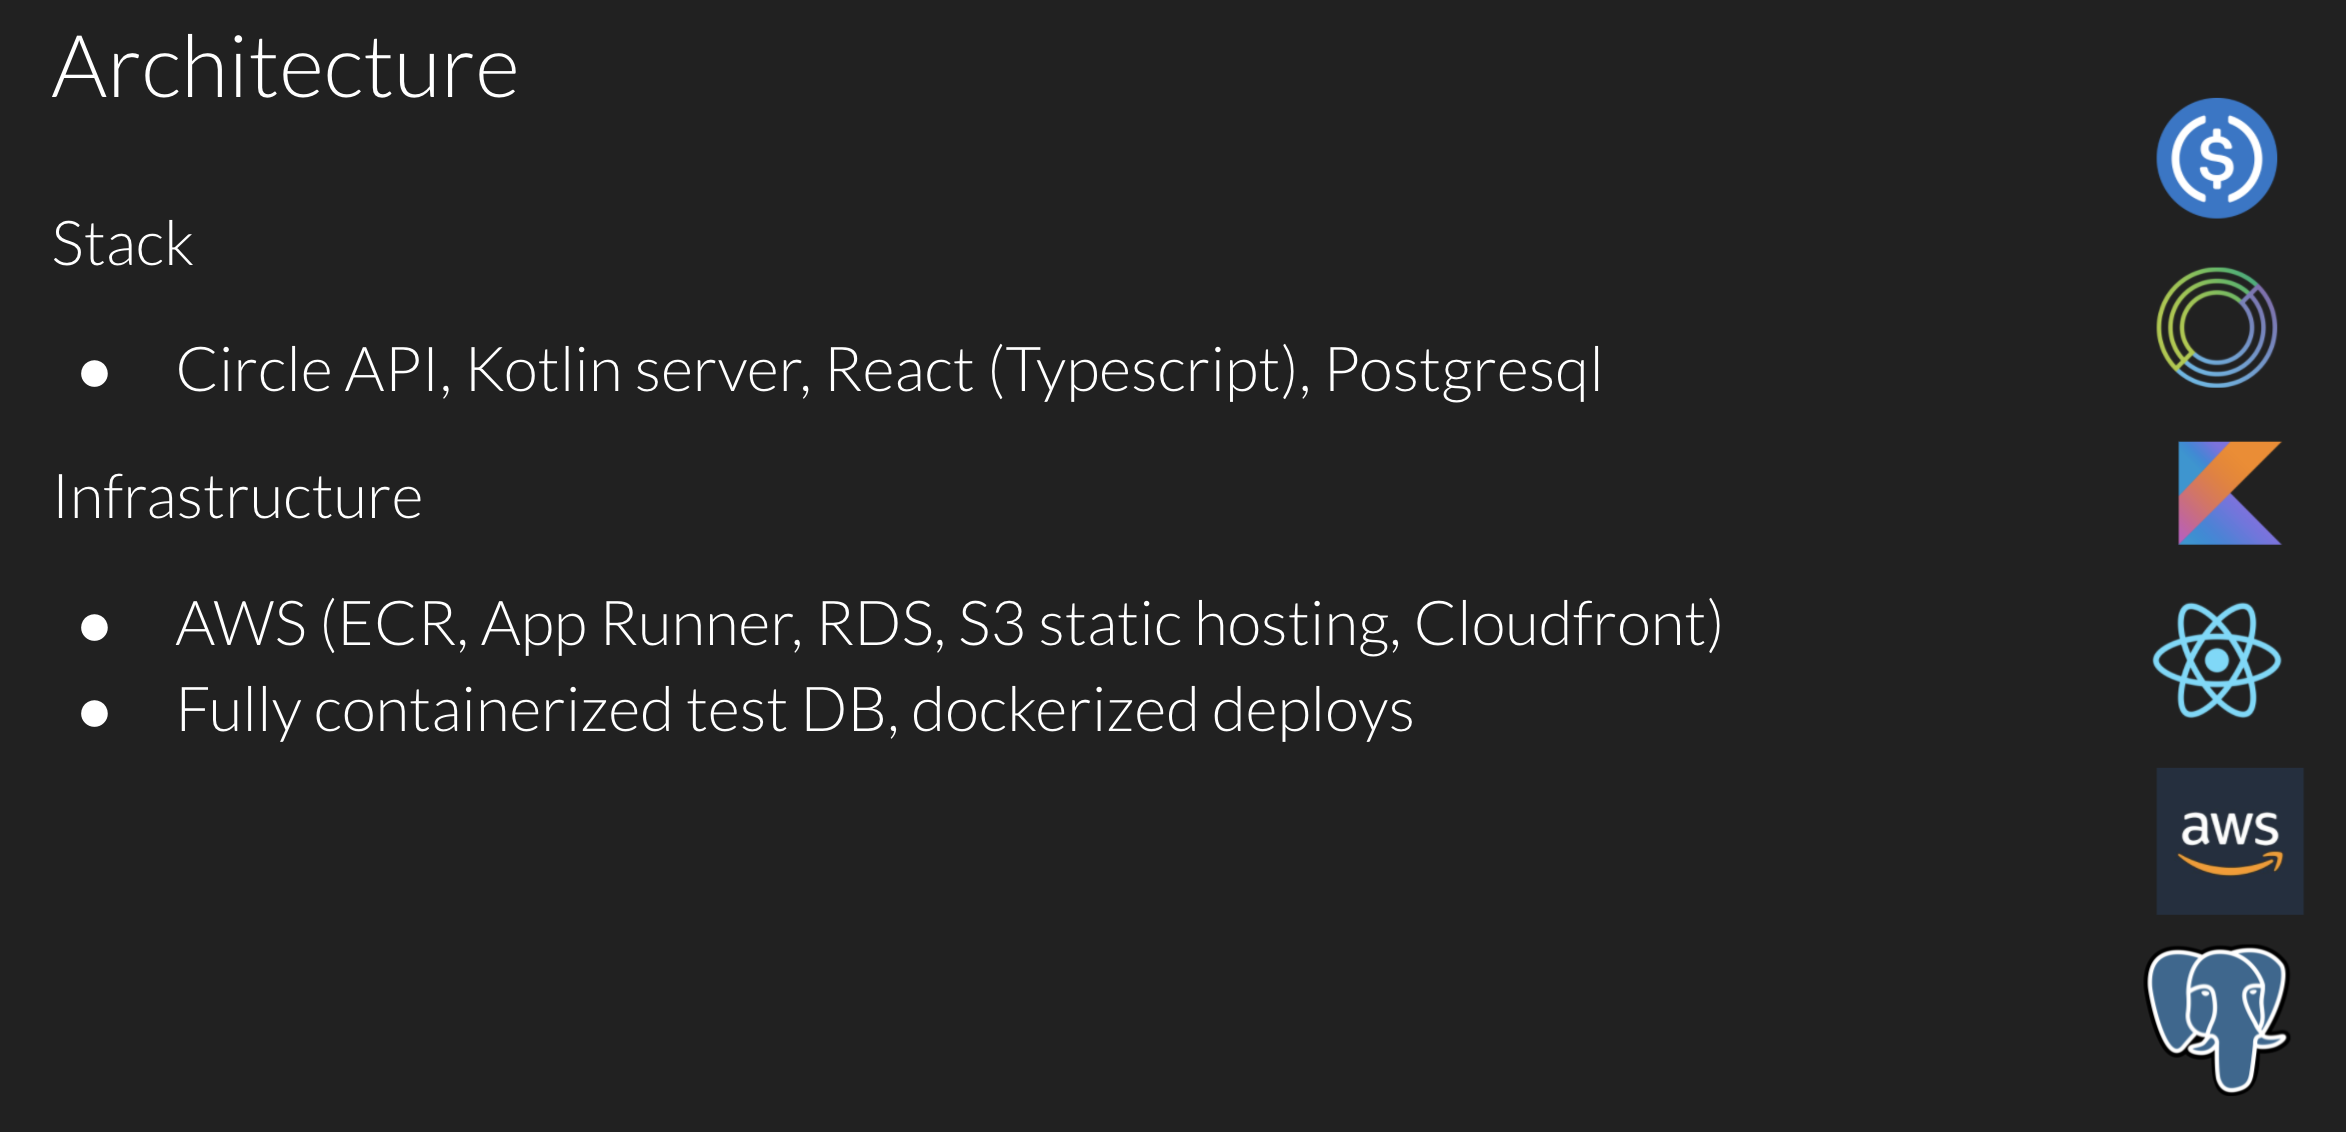 Architecture
Stack
● Circle API, Kotlin server, React (Typescript), Postgresql
Infrastructure
● AWS (ECR, App Runner, RDS, S3 static hosting, Cloudfront)
● Fully containerized test DB, dockerized deploys
$
aws